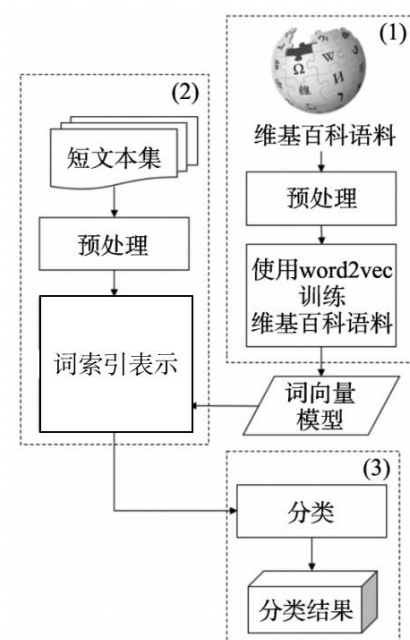 (1)
Ω
W
И
維
维基百科语料
预处理
使用word2vec
训练
维基百科语料
词向量
模型
(2)
短文本集
预处理
词索引表示
(3)
分类
分类结果